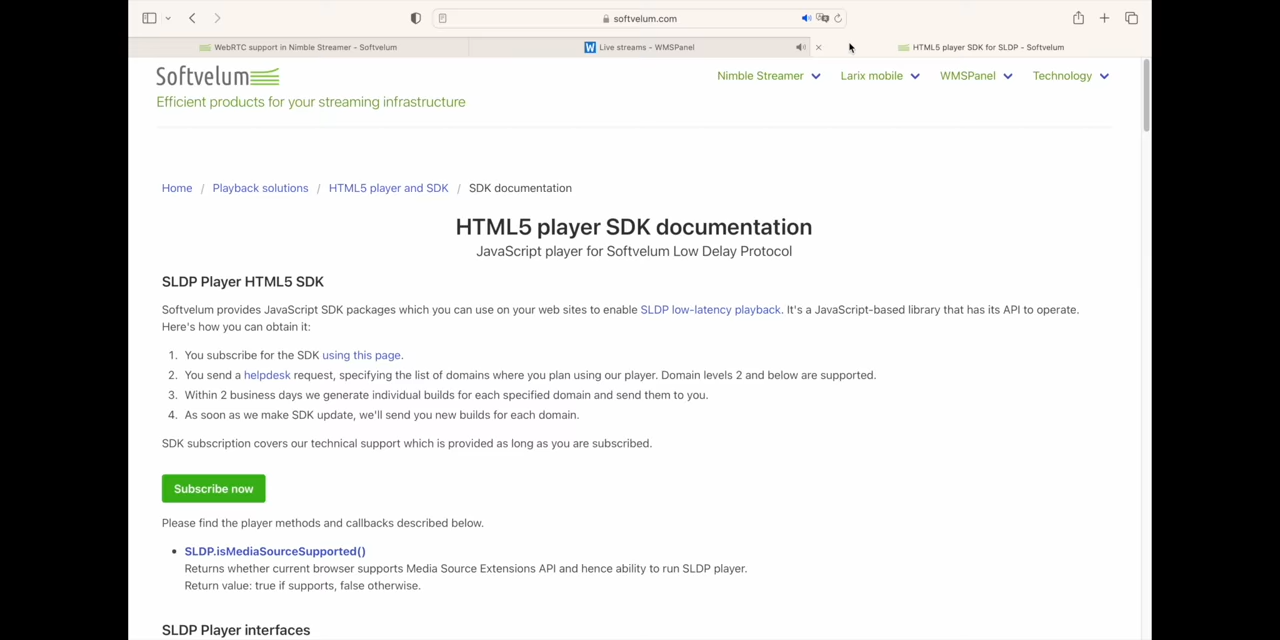 softvelum.com
WebRTC support in Nimble Streamer - Softvelum
W Live streams — WMSPanel
HTML5 player SDK for SLDP - Softvelum
Softvelum
Nimble Streamer
Larix mobile
WMSPanel
Technology
Efficient products for your streaming infrastructure
Home / Playback solutions / HTML5 player and SDK / SDK documentation
HTML5 player SDK documentation
JavaScript player for Softvelum Low Delay Protocol
SLDP Player HTML5 SDK
Softvelum provides JavaScript SDK packages which you can use on your web sites to enable SLDP low-latency playback. It's a JavaScript-based library that has its API to operate.
Here's how you can obtain it:
1. You subscribe for the SDK using this page.
2. You send a helpdesk request, specifying the list of domains where you plan using our player. Domain levels 2 and below are supported.
3. Within 2 business days we generate individual builds for each specified domain and send them to you.
4. As soon as we make SDK update, we'll send you new builds for each domain.
SDK subscription covers our technical support which is provided as long as you are subscribed.
Subscribe now
Please find the player methods and callbacks described below.
• SLDP.isMediaSourceSupported()
Returns whether current browser supports Media Source Extensions API and hence ability to run SLDP player.
Return value: true if supports, false otherwise.
SLDP Player interfaces